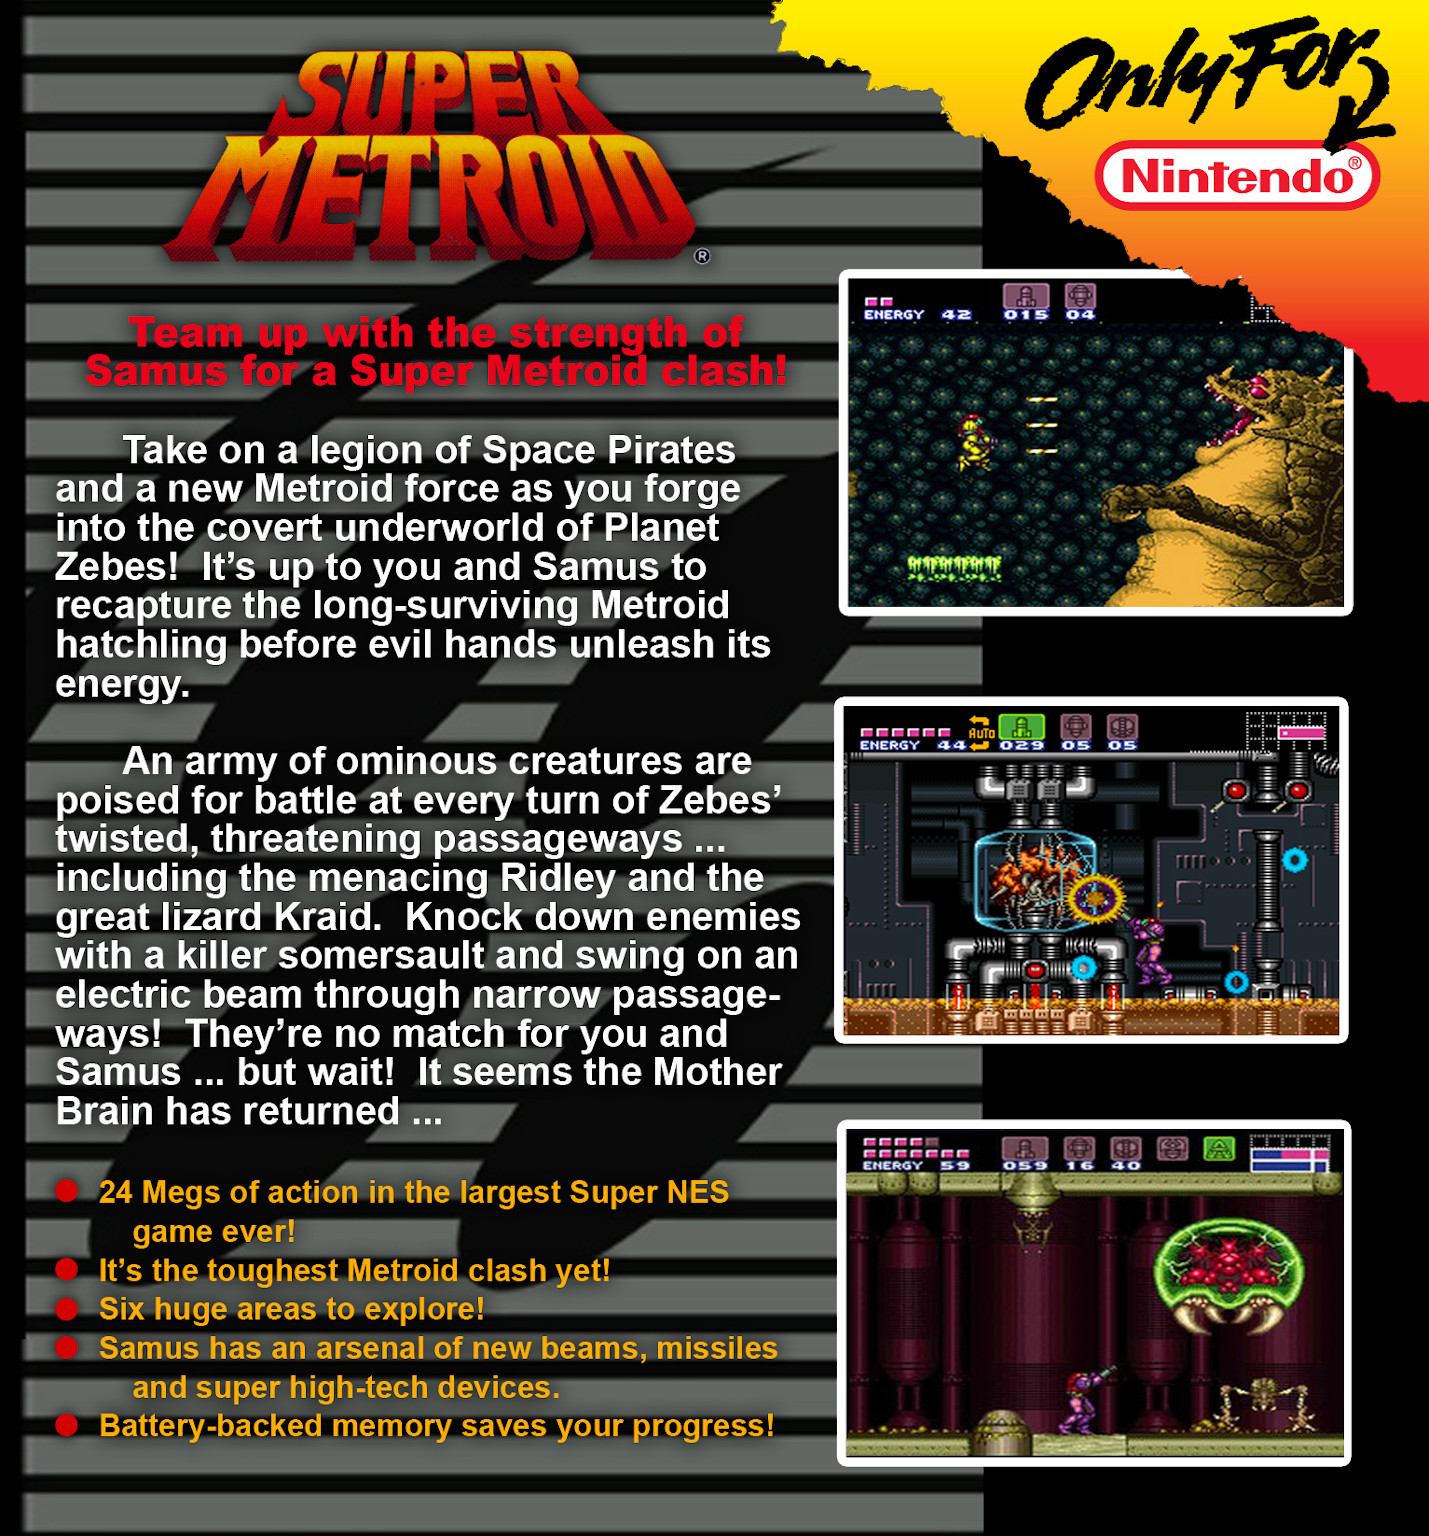 Only For
Nintendo®
SUPER
METROID
®
Team up with the strength of
Samus for a Super Metroid clash!
Take on a legion of Space Pirates
and a new Metroid force as you forge
into the covert underworld of Planet
Zebes!  It’s up to you and Samus to
recapture the long-surviving Metroid
hatchling before evil hands unleash its
energy.
An army of ominous creatures are
poised for battle at every turn of Zebes’
twisted, threatening passageways ...
including the menacing Ridley and the
great lizard Kraid.  Knock down enemies
with a killer somersault and swing on an
electric beam through narrow passage-
ways!  They’re no match for you and
Samus ... but wait!  It seems the Mother
Brain has returned ...
24 Megs of action in the largest Super NES
game ever!
It’s the toughest Metroid clash yet!
Six huge areas to explore!
Samus has an arsenal of new beams, missiles
and super high-tech devices.
Battery-backed memory saves your progress!
ENERGY 42 015 04
AUTO
ENERGY 44 029 05 05
ENERGY 59 059 16 40